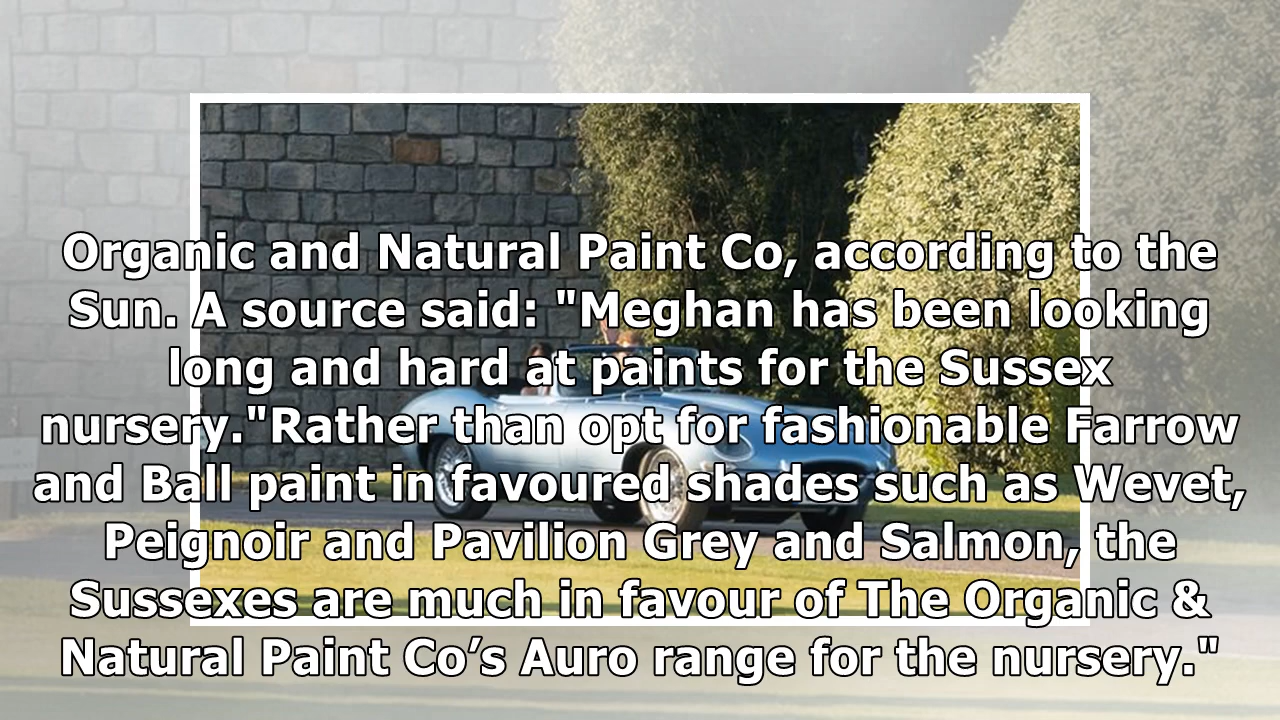 Organic and Natural Paint Co, according to the
Sun. A source said: "Meghan has been looking
long and hard at paints for the Sussex
nursery."Rather than opt for fashionable Farrow
and Ball paint in favoured shades such as Wevet,
Peignoir and Pavilion Grey and Salmon, the
Sussexes are much in favour of The Organic &
Natural Paint Co’s Auro range for the nursery."